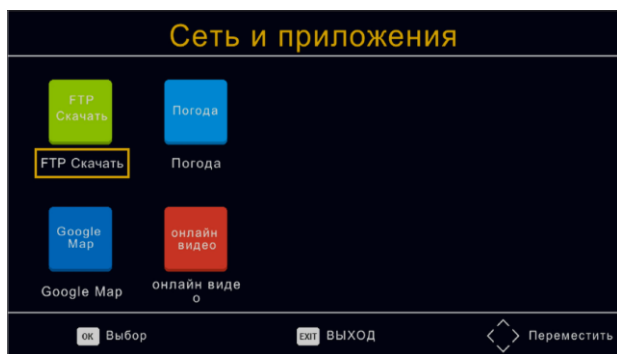 Сеть и приложения
FTP
Скачать
Погода
FTP Скачать
Погода
Google
Map
онлайн
видео
Google Map
онлайн виде
о
OK Выбор
EXIT ВЫХОД
Переместить